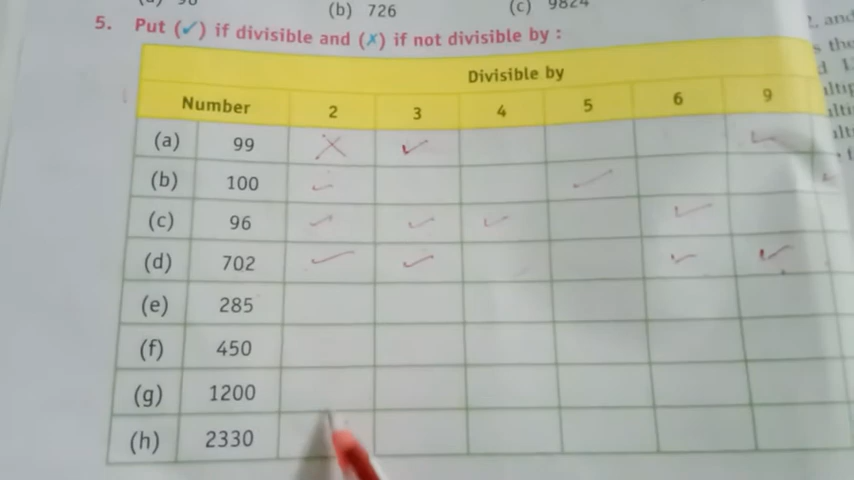 (b) 726 (c) 9824
5. Put (✓) if divisible and (✗) if not divisible by :
Divisible by
Number 2 3 4 5 6 9
(a) 99 ✗ ✓ ✓
(b) 100 ✓ ✓
(c) 96 ✓ ✓ ✓ ✓
(d) 702 ✓ ✓ ✓ ✓
(e) 285
(f) 450
(g) 1200
(h) 2330